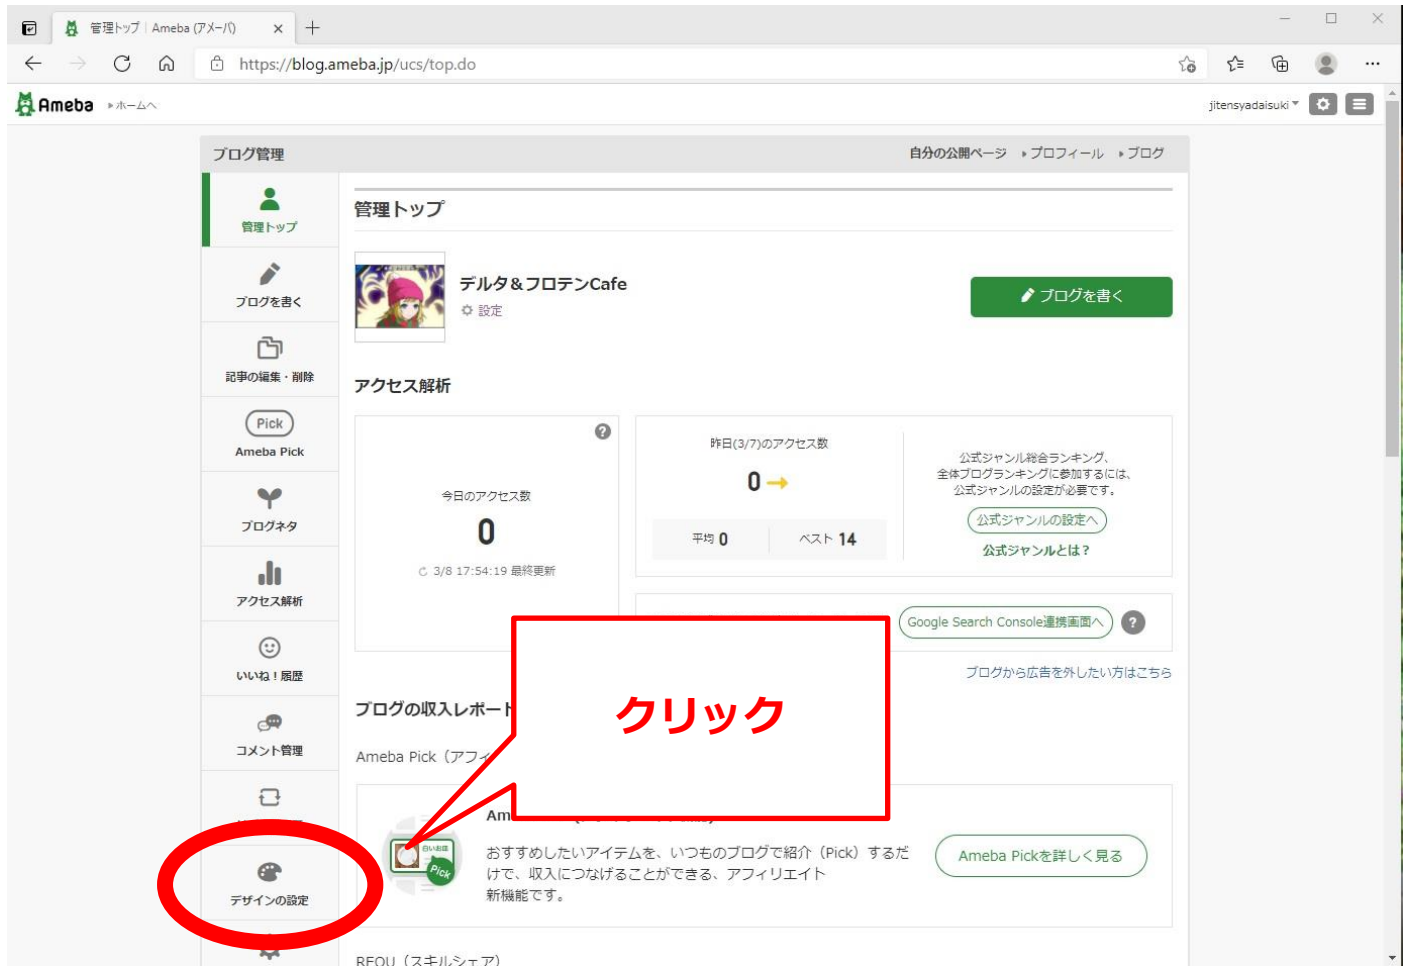 管理トップ | Ameba (アメーバ)
https://blog.ameba.jp/ucs/top.do
Ameba
ホームへ
jitensyadaisuki
ブログ管理
自分の公開ページ
プロフィール
ブログ
管理トップ
ブログを書く
記事の編集・削除
Pick
Ameba Pick
ブログネタ
アクセス解析
いいね！履歴
コメント管理
デザインの設定
管理トップ
デルタ＆フロテンCafe
設定
ブログを書く
アクセス解析
今日のアクセス数
0
3/8 17:54:19 最終更新
昨日(3/7)のアクセス数
0
平均 0
ベスト 14
公式ジャンル総合ランキング、
全体ブログランキングに参加するには、
公式ジャンルの設定が必要です。
公式ジャンルの設定へ
公式ジャンルとは？
Google Search Console連携画面へ
ブログから広告を外したい方はこちら
クリック
ブログの収入レポート
Ameba Pick（アフィ
Am
白いお皿
Pick
おすすめしたいアイテムを、いつものブログで紹介（Pick）するだ
けで、収入につなげることができる、アフィリエイト
新機能です。
Ameba Pickを詳しく見る
REQU（スキルシェア）